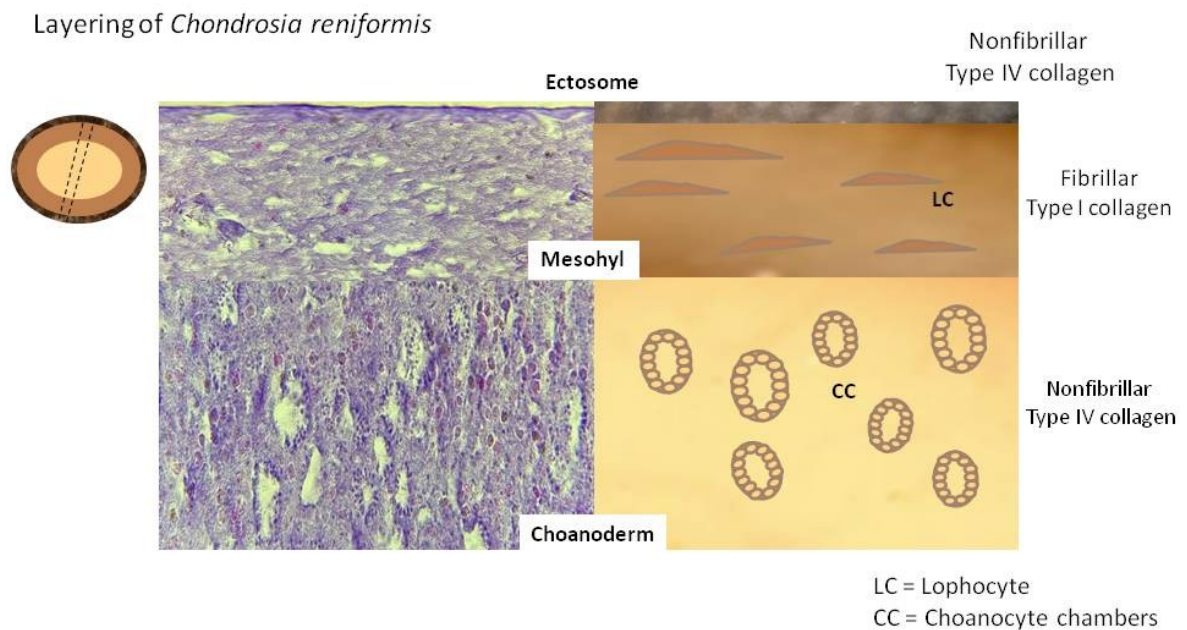 Layering of Chondrosia reniformis
Nonfibrillar
Type IV collagen
Ectosome
Fibrillar
Type I collagen
LC
Mesohyl
CC
Nonfibrillar
Type IV collagen
Choanoderm
LC = Lophocyte
CC = Choanocyte chambers